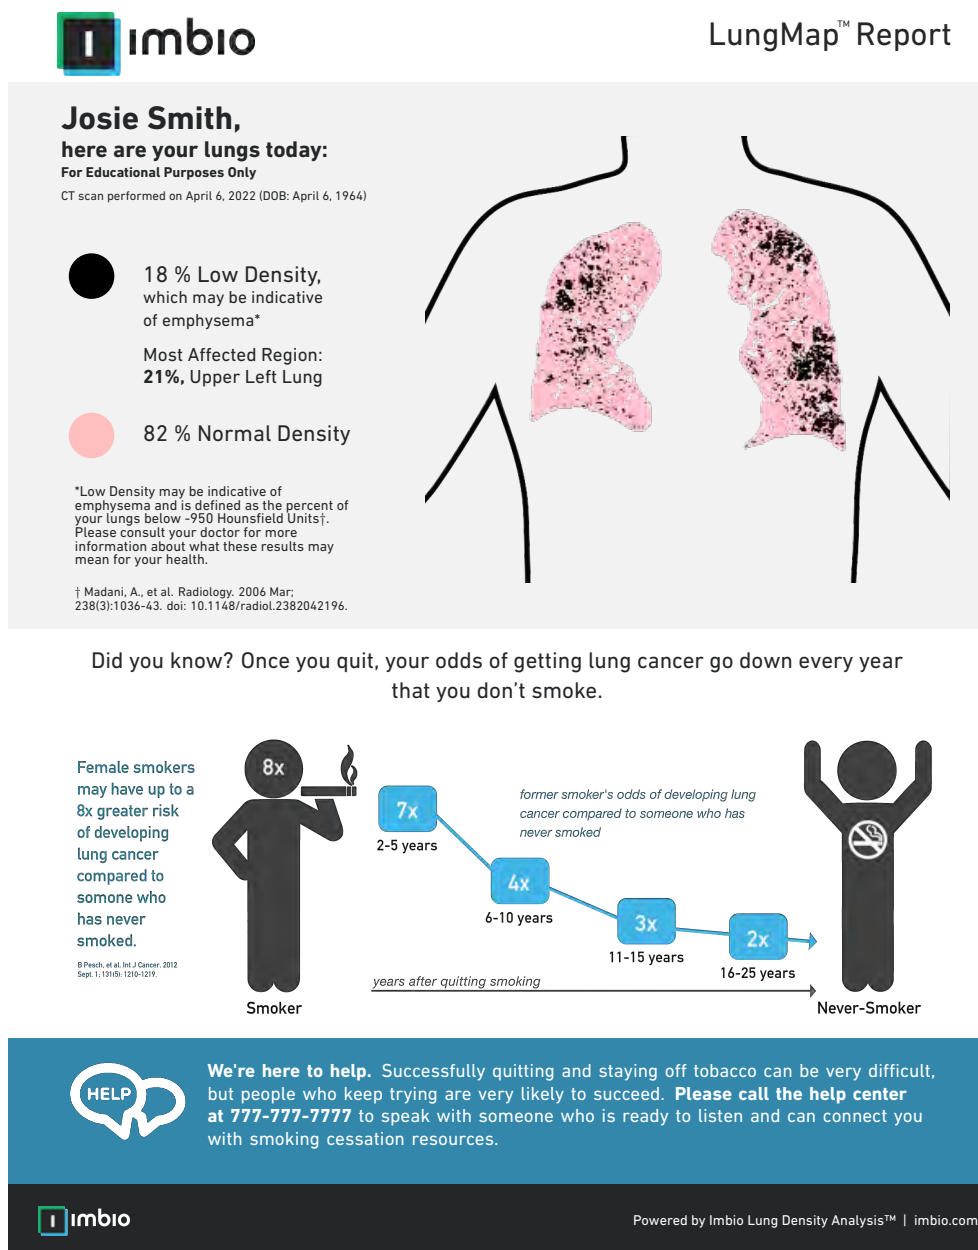 imbio
LungMap™ Report
Josie Smith,
here are your lungs today:
For Educational Purposes Only
CT scan performed on April 6, 2022 (DOB: April 6, 1964)
18 % Low Density,
which may be indicative
of emphysema*
Most Affected Region:
21%, Upper Left Lung
82 % Normal Density
*Low Density may be indicative of
emphysema and is defined as the percent of
your lungs below -950 Hounsfield Units†.
Please consult your doctor for more
information about what these results may
mean for your health.
† Madani, A., et al. Radiology. 2006 Mar;
238(3):1036-43. doi: 10.1148/radiol.2382042196.
Did you know? Once you quit, your odds of getting lung cancer go down every year
that you don't smoke.
Female smokers
may have up to a
8x greater risk
of developing
lung cancer
compared to
somone who
has never
smoked.
B Pesch, et al. Int J Cancer. 2012
Sept. 1; 131(5): 1210-1219.
8x
Smoker
7x
2-5 years
4x
6-10 years
3x
11-15 years
2x
16-25 years
former smoker's odds of developing lung
cancer compared to someone who has
never smoked
years after quitting smoking
Never-Smoker
HELP
We're here to help. Successfully quitting and staying off tobacco can be very difficult,
but people who keep trying are very likely to succeed. Please call the help center
at 777-777-7777 to speak with someone who is ready to listen and can connect you
with smoking cessation resources.
imbio
Powered by Imbio Lung Density Analysis™ | imbio.com